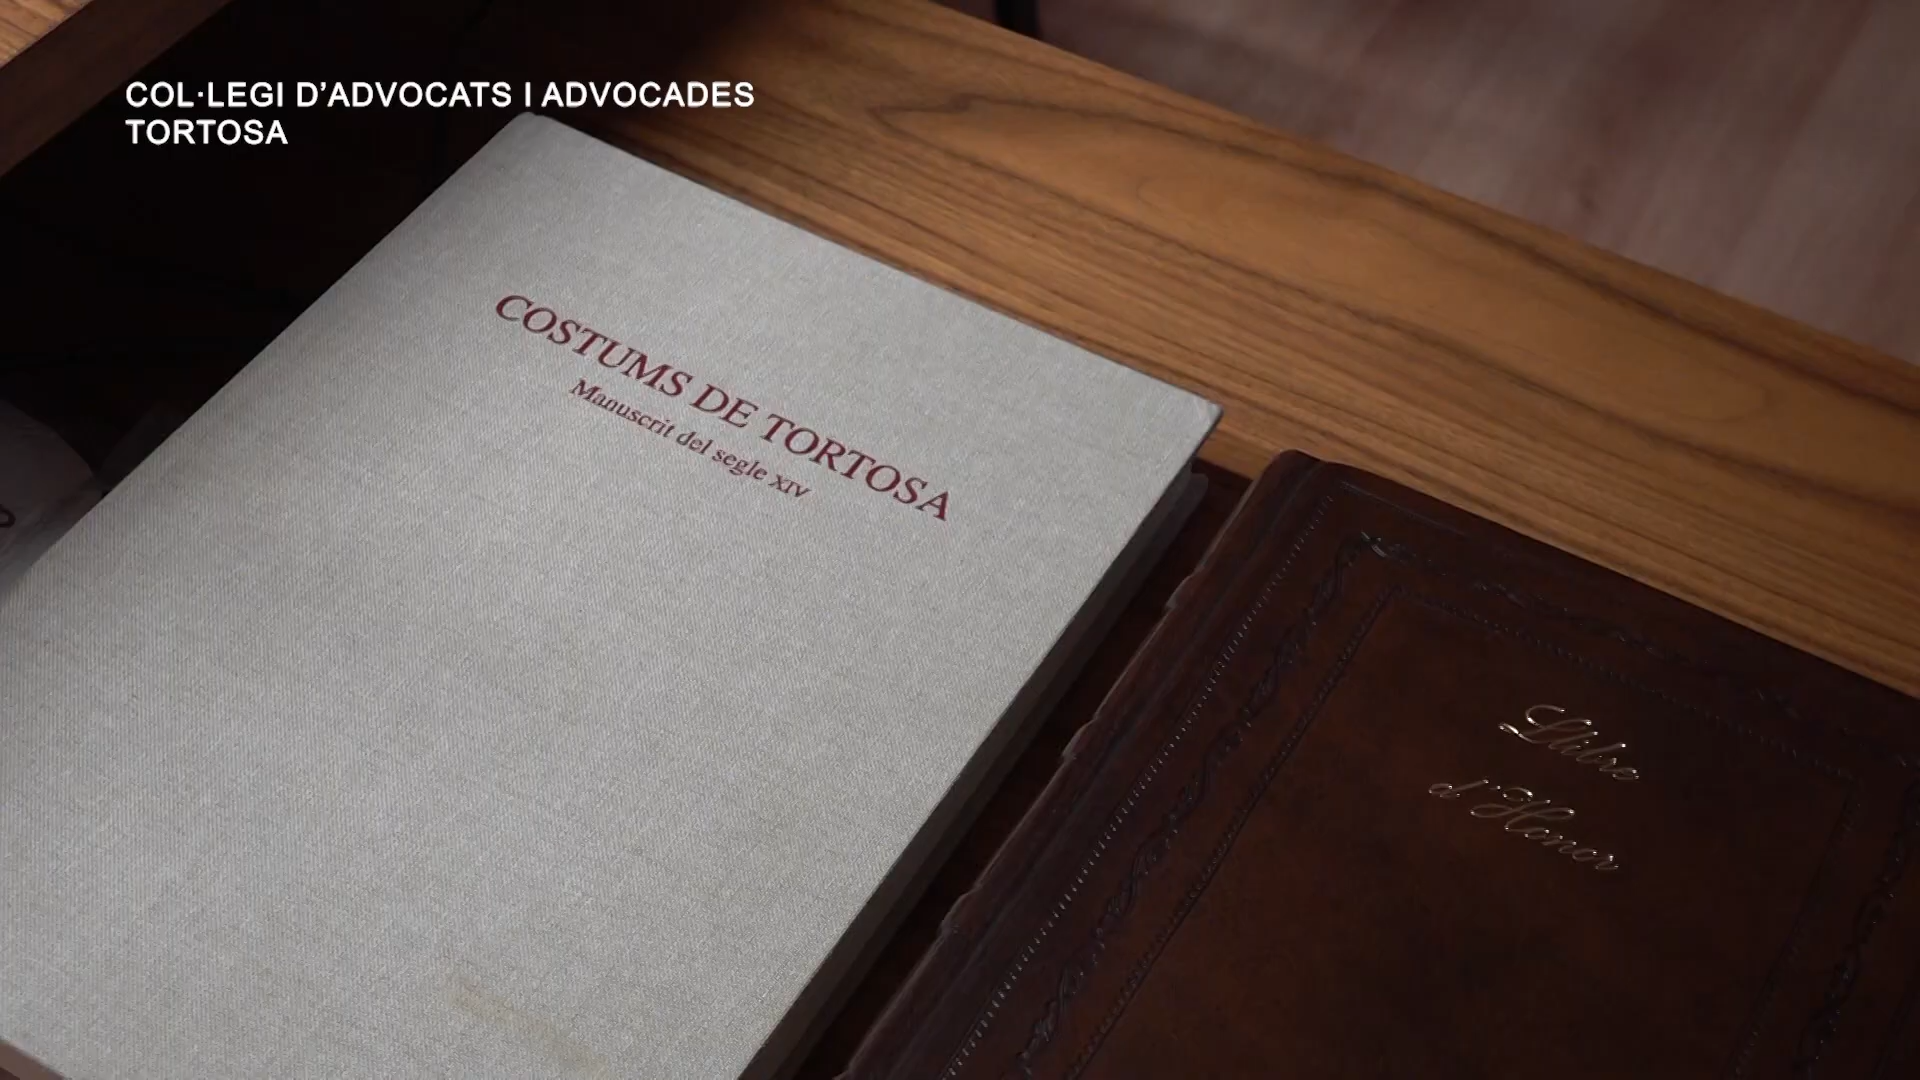 COL·LEGI D'ADVOCATS I ADVOCADES
TORTOSA
COSTUMS DE TORTOSA
Manuscrit del segle XIV
Llibre
d'Honor